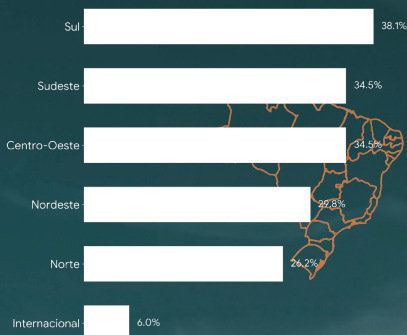 Sul 38.1%
Sudeste 34.5%
Centro-Oeste 34.5%
Nordeste 29.8%
Norte 26.2%
Internacional 6.0%